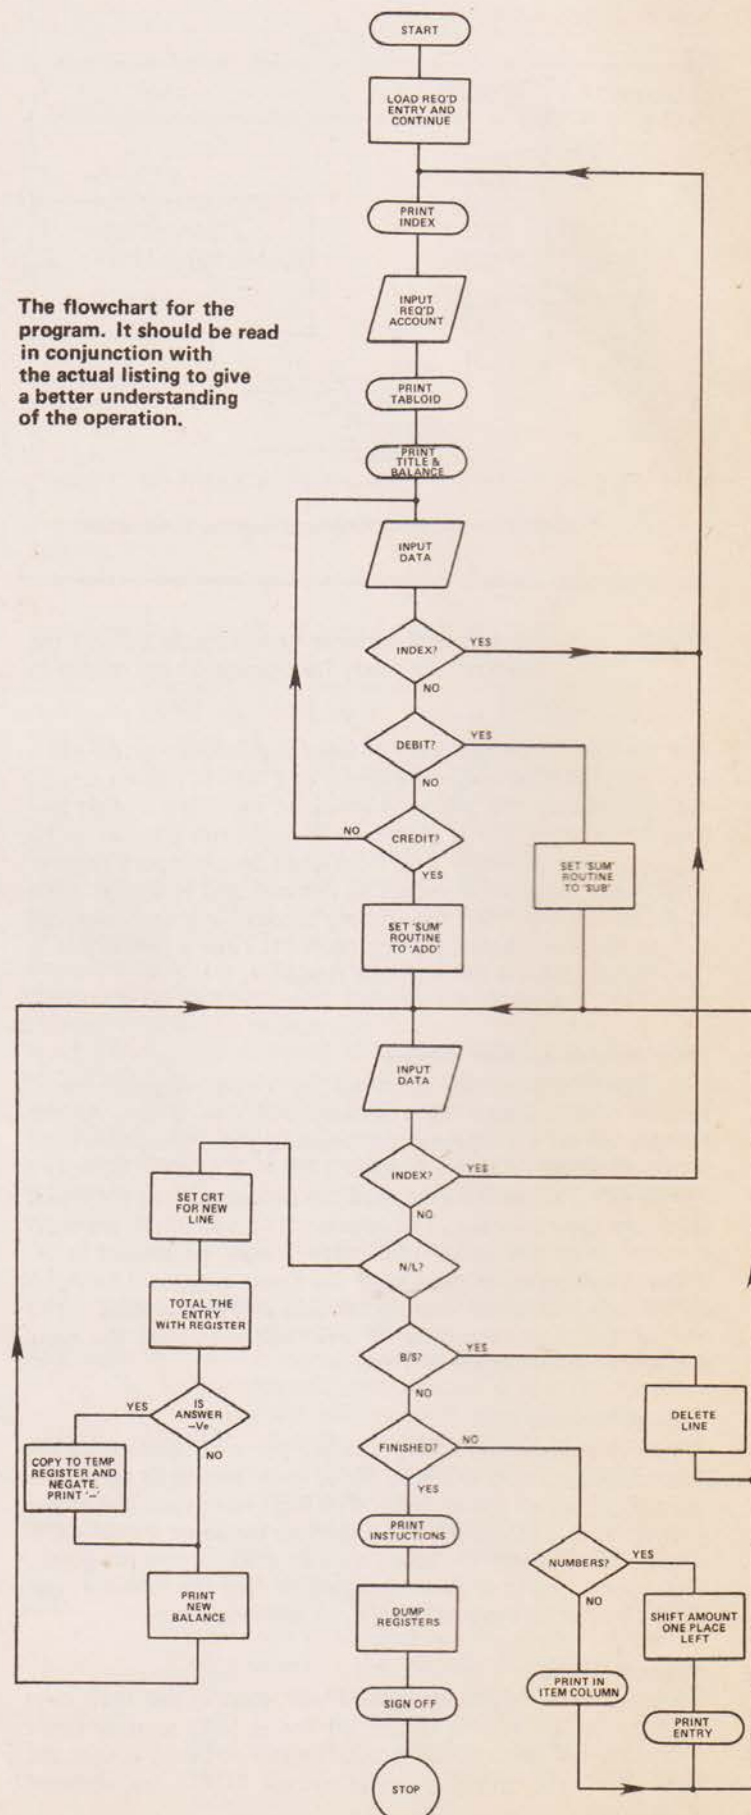 START
LOAD REQ'D
ENTRY AND
CONTINUE
PRINT
INDEX
The flowchart for the
program. It should be read
in conjunction with
the actual listing to give
a better understanding
of the operation.
INPUT
REQ'D
ACCOUNT
PRINT
TABLOID
PRINT
TITLE &
BALANCE
INPUT
DATA
INDEX?
YES
NO
DEBIT?
YES
NO
CREDIT?
NO
YES
SET 'SUM'
ROUTINE
TO 'SUB'
SET 'SUM'
ROUTINE
TO 'ADD'
INPUT
DATA
INDEX?
YES
NO
N/L?
SET CRT
FOR NEW
LINE
TOTAL THE
ENTRY
WITH REGISTER
IS
ANSWER
–Ve
YES
NO
COPY TO TEMP
REGISTER AND
NEGATE.
PRINT '–'
PRINT
NEW
BALANCE
B/S?
YES
NO
DELETE
LINE
FINISHED?
NO
YES
PRINT
INSTUCTIONS
DUMP
REGISTERS
SIGN OFF
STOP
NUMBERS?
YES
NO
SHIFT AMOUNT
ONE PLACE
LEFT
PRINT IN
ITEM COLUMN
PRINT
ENTRY